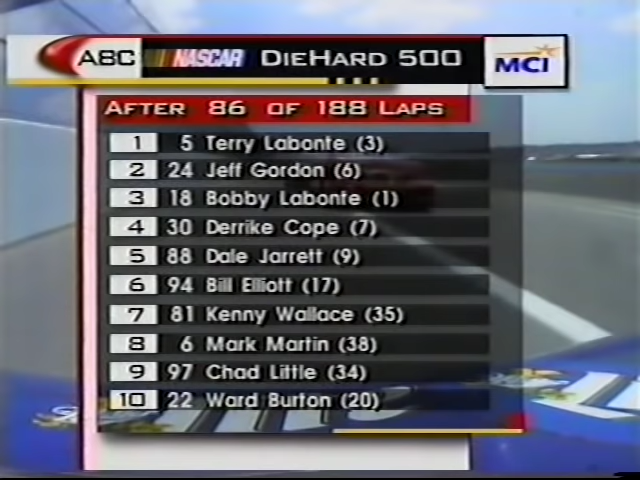 ABC NASCAR DIEHARD 500 MCI
AFTER 86 OF 188 LAPS
1 5 Terry Labonte (3)
2 24 Jeff Gordon (6)
3 18 Bobby Labonte (1)
4 30 Derrike Cope (7)
5 88 Dale Jarrett (9)
6 94 Bill Elliott (17)
7 81 Kenny Wallace (35)
8 6 Mark Martin (38)
9 97 Chad Little (34)
10 22 Ward Burton (20)